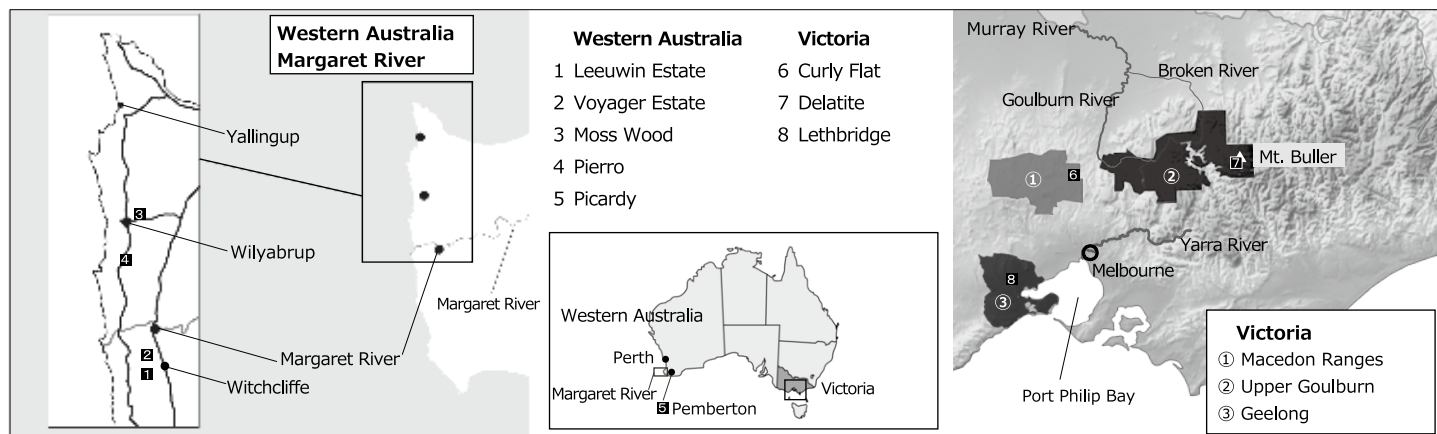 Western Australia
Margaret River
Yallingup
3
Wilyabrup
4
Margaret River
2
1
Witchcliffe
Margaret River
Western Australia
1 Leeuwin Estate
2 Voyager Estate
3 Moss Wood
4 Pierro
5 Picardy
Victoria
6 Curly Flat
7 Delatite
8 Lethbridge
Western Australia
Perth
Margaret River
5 Pemberton
Victoria
Murray River
Broken River
Goulburn River
Mt. Buller
7
6
①
②
Yarra River
Melbourne
8
③
Port Philip Bay
Victoria
① Macedon Ranges
② Upper Goulburn
③ Geelong